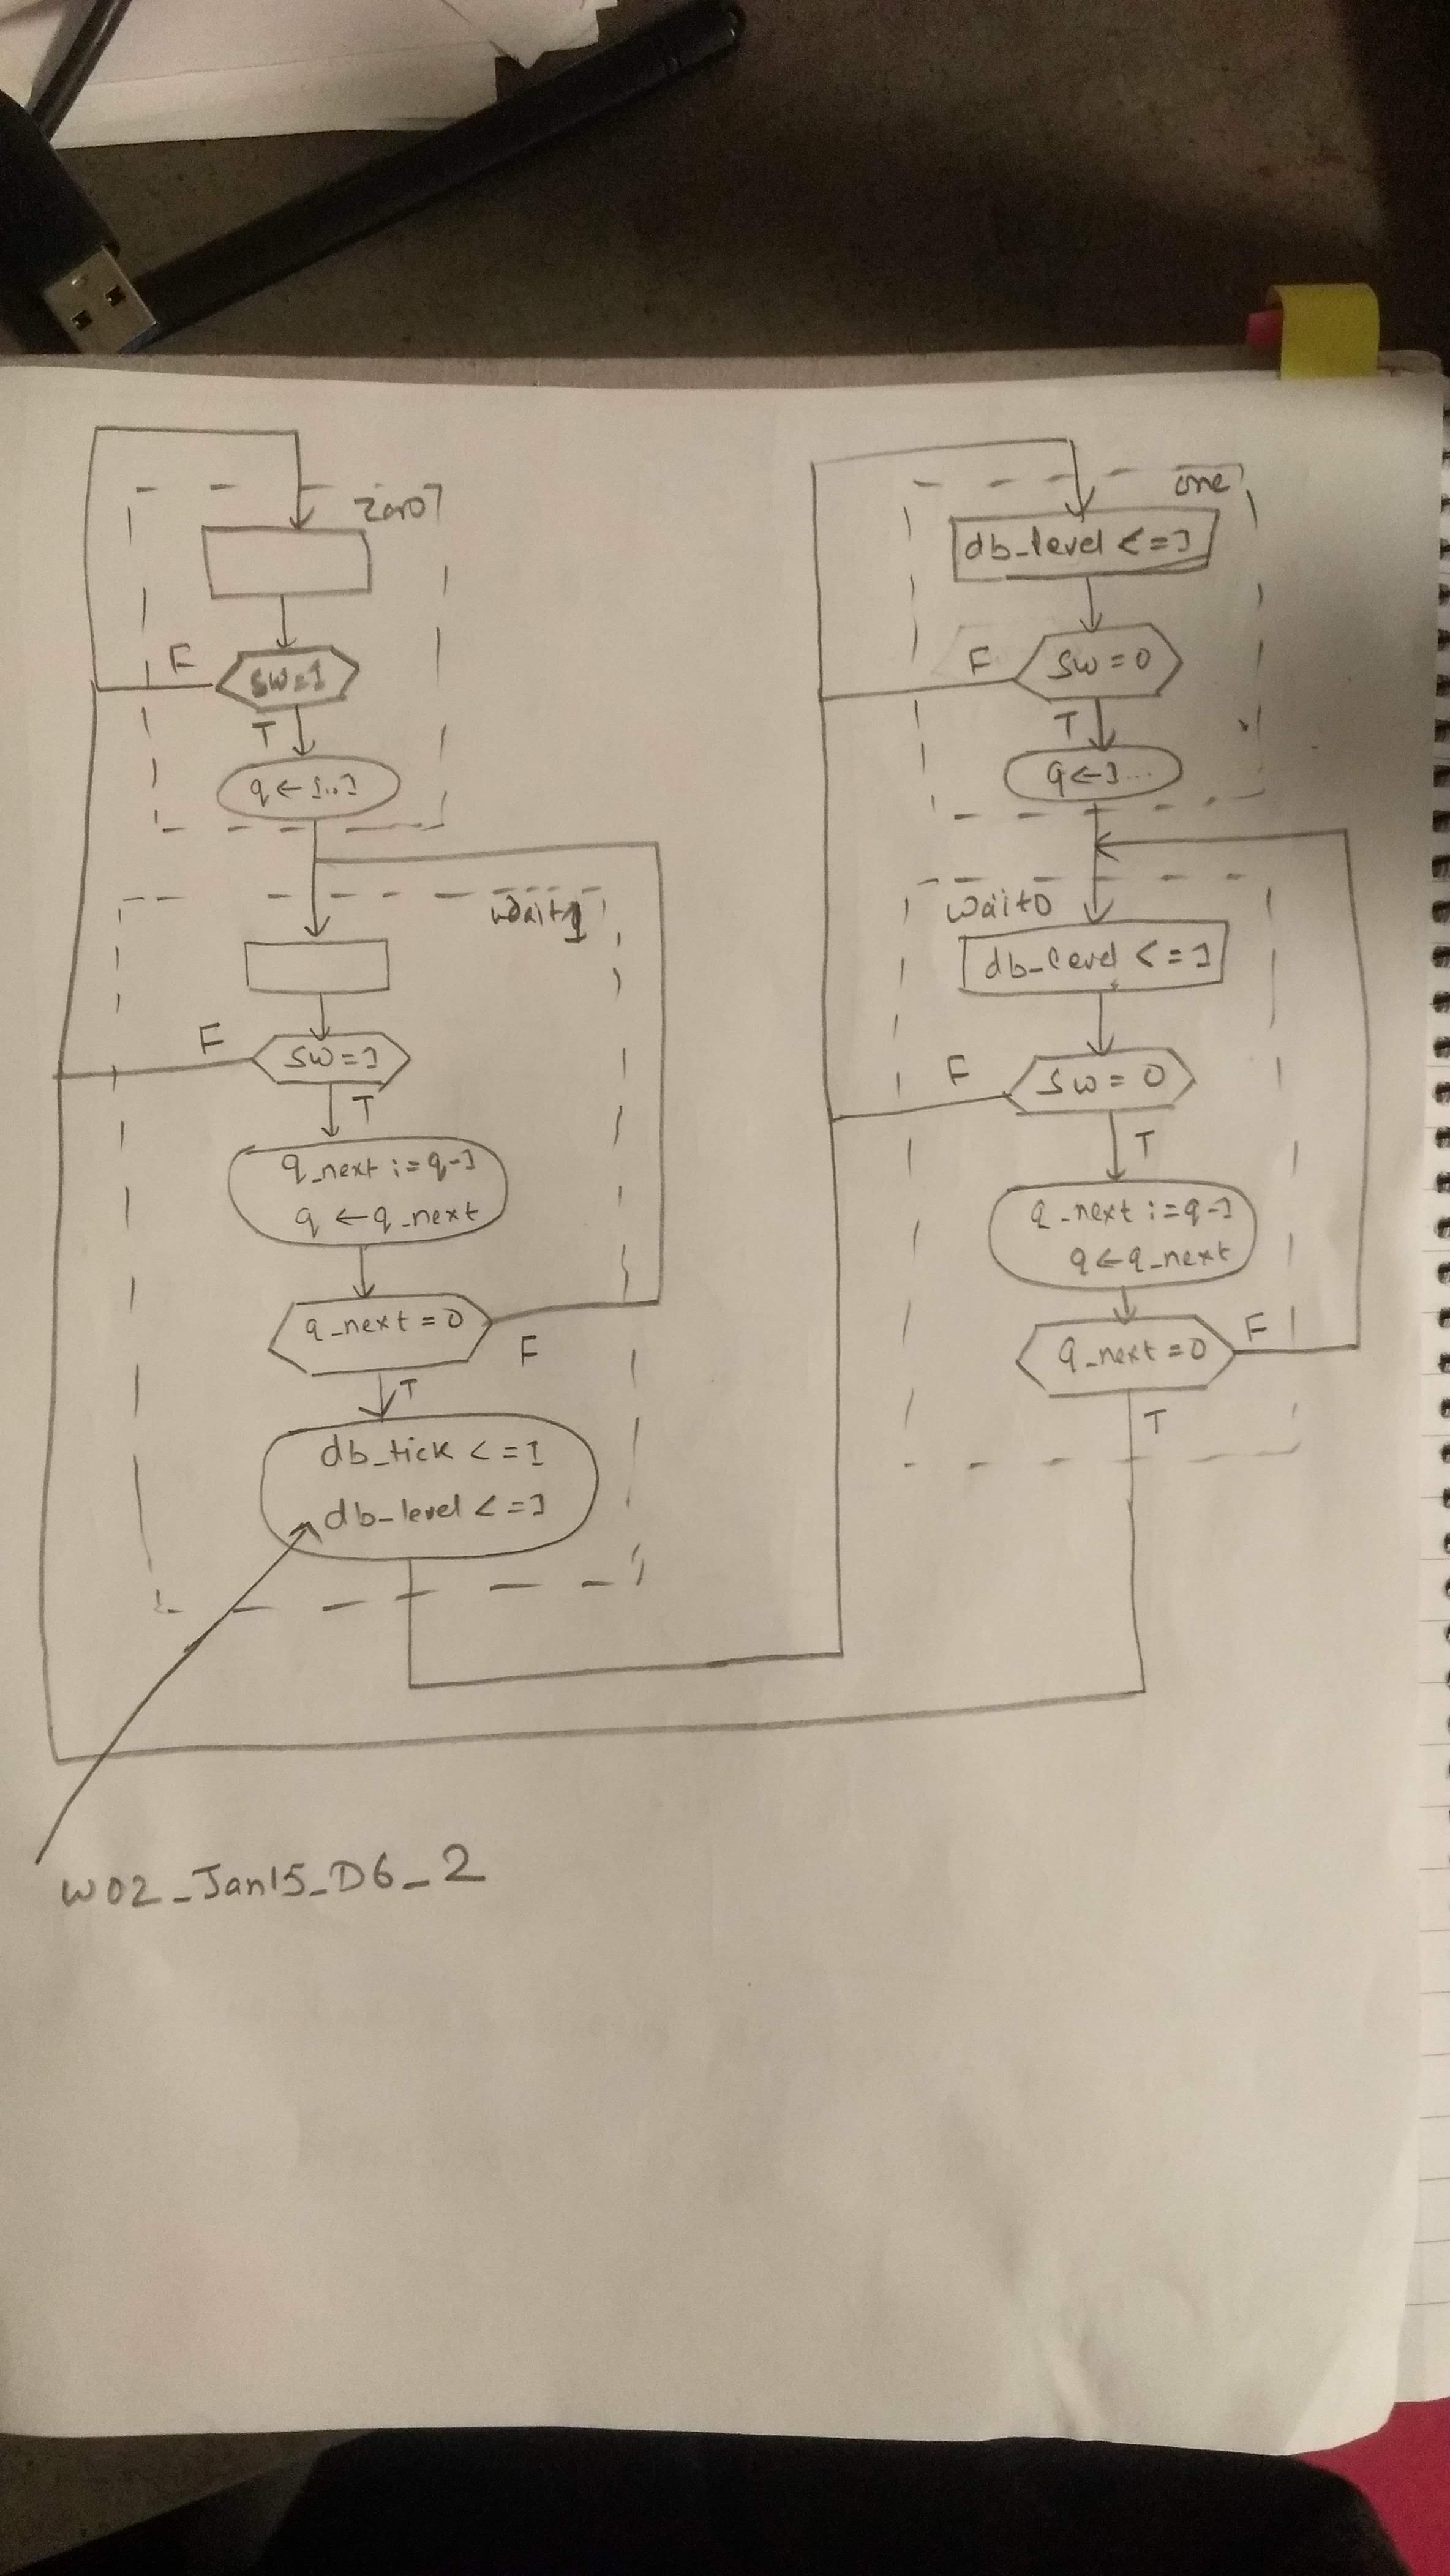 zero
F
sw=1
T
q ← 1..1
wait1
F
sw=1
T
q_next := q-1
q ← q_next
q_next = 0
F
T
db_tick <= 1
db_level <= 1
one
db_level <= 1
F
sw = 0
T
q ← 1...
wait0
db_level <= 1
F
sw = 0
T
q_next := q-1
q ← q_next
q_next = 0
F
T
W02_Jan15_D6_2